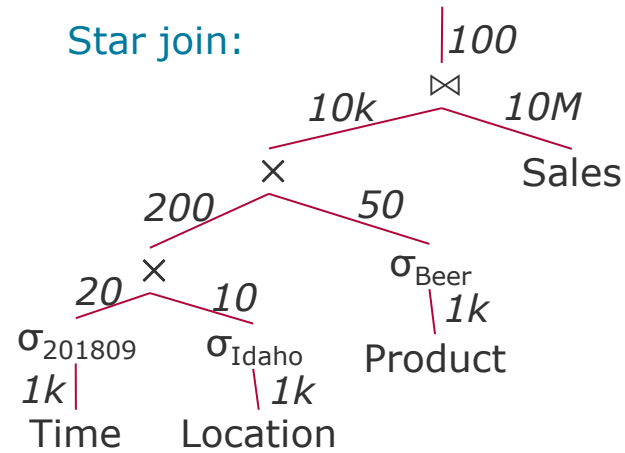 Star join:
100
⋈
10k 10M
× Sales
200 50
× σBeer
20 10 1k
σ201809 σIdaho Product
1k 1k
Time Location